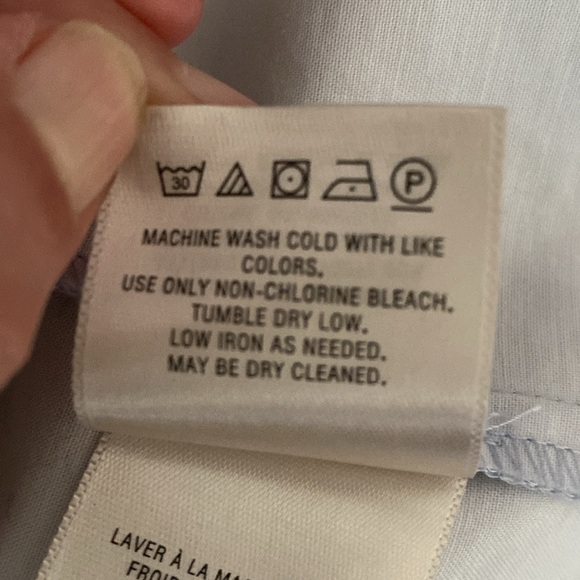 30 P
MACHINE WASH COLD WITH LIKE
COLORS.
USE ONLY NON-CHLORINE BLEACH.
TUMBLE DRY LOW.
LOW IRON AS NEEDED.
MAY BE DRY CLEANED.
LAVER À LA